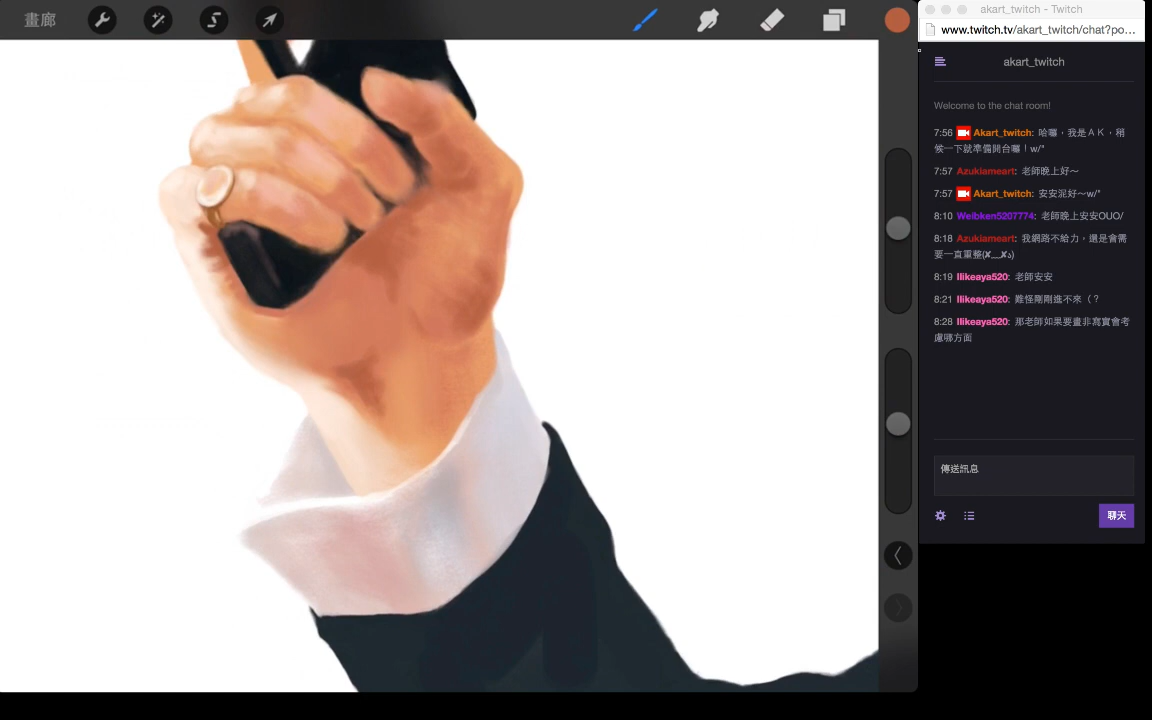 畫廊
akart_twitch - Twitch
www.twitch.tv/akart_twitch/chat?po…
akart_twitch
Welcome to the chat room!
7:56 Akart_twitch: 哈囉，我是ＡＫ，稍
候一下就準備開台囉！w/"
7:57 Azukiameart: 老師晚上好～
7:57 Akart_twitch: 安安泥好～w/"
8:10 Weibken5207774: 老師晚上安安OUO/
8:18 Azukiameart: 我網路不給力，還是會需
要一直重整(✘﹏✘ა)
8:19 Ilikeaya520: 老師安安
8:21 Ilikeaya520: 難怪剛剛進不來（？
8:28 Ilikeaya520: 那老師如果要畫非寫實會考
慮哪方面
傳送訊息
聊天